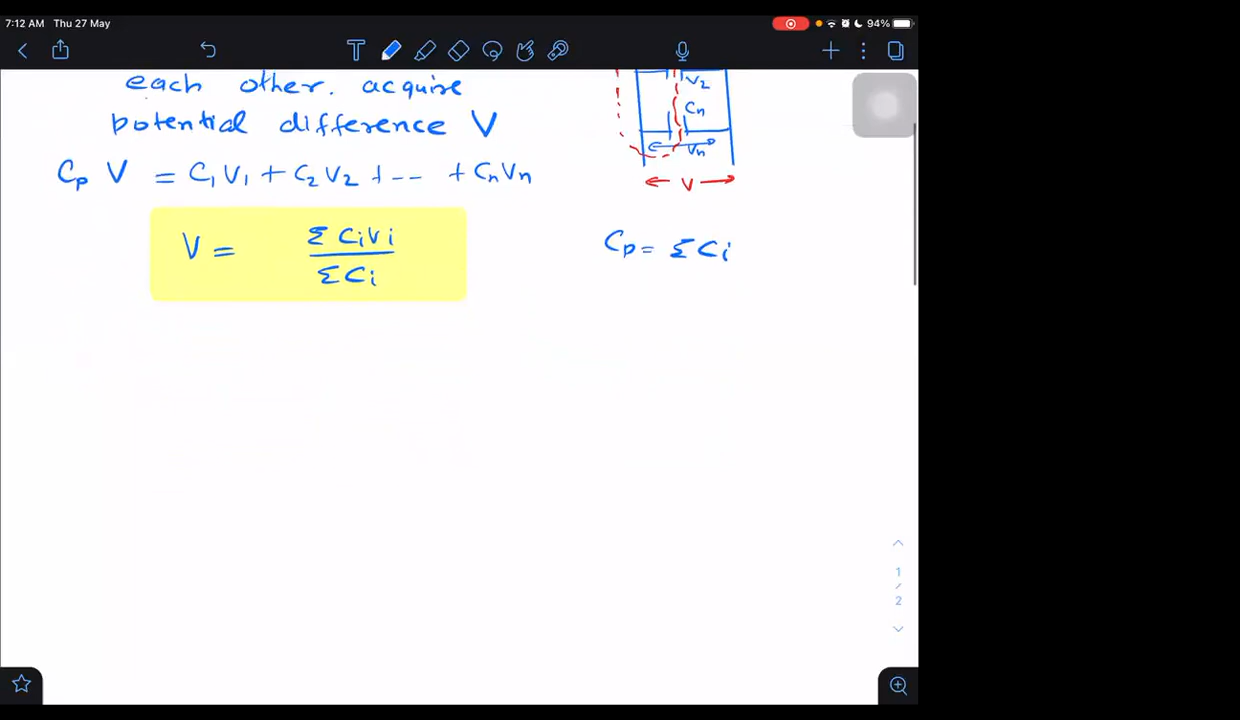 7:12 AM Thu 27 May
94%
T
each other. acquire
potential difference V
V2
Cn
Vn
V
Cp V = C1V1 + C2V2 + -- + CnVn
V = ΣCiVi / ΣCi
Cp = ΣCi
1
/
2